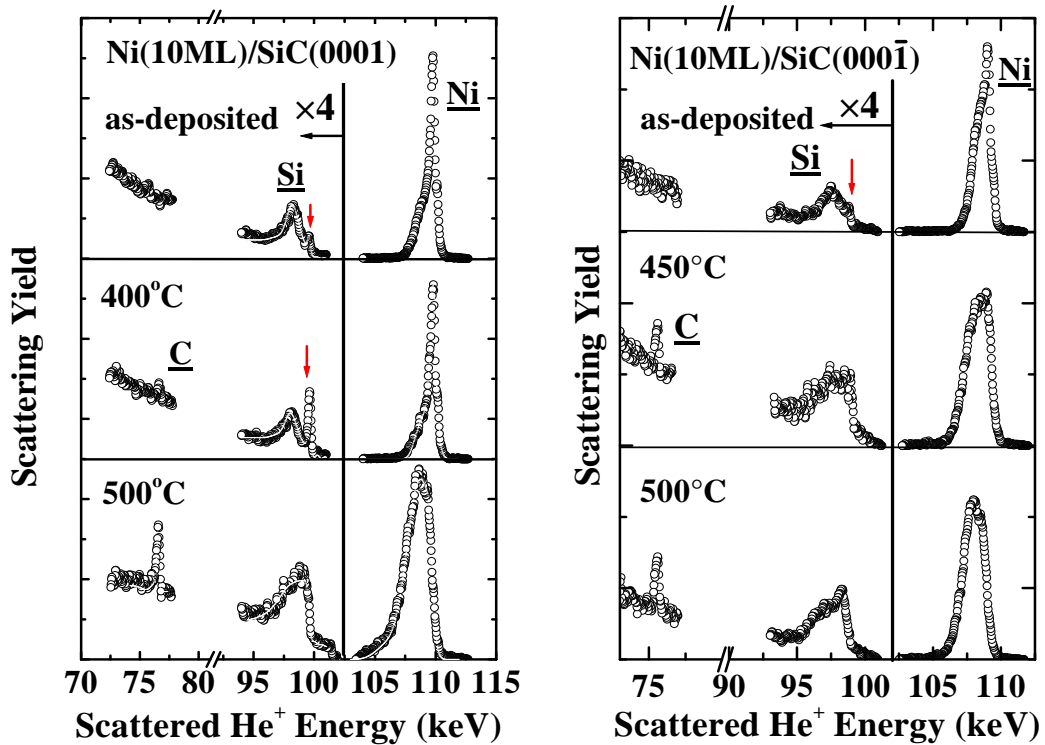 Ni(10ML)/SiC(0001)
Ni
as-deposited
×4
Si
400°C
C
500°C
70 75 90 95 100 105 110 115
Scattered He⁺ Energy (keV)
Scattering Yield
Ni(10ML)/SiC(0001̄)
Ni
as-deposited
×4
Si
450°C
C
500°C
75 90 95 100 105 110
Scattered He⁺ Energy (keV)
Scattering Yield